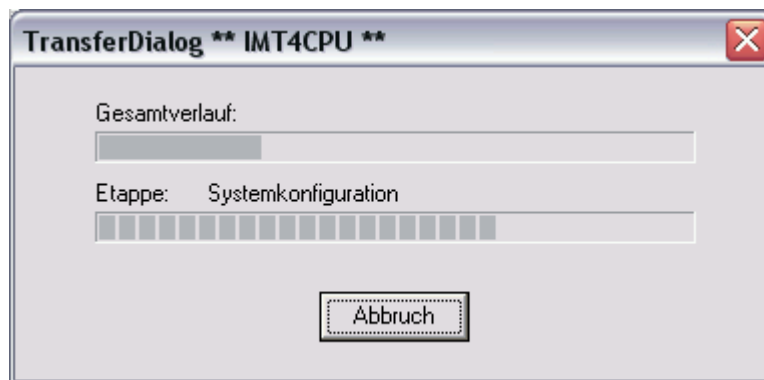 TransferDialog ** IMT4CPU **
Gesamtverlauf:
Etappe: Systemkonfiguration
Abbruch